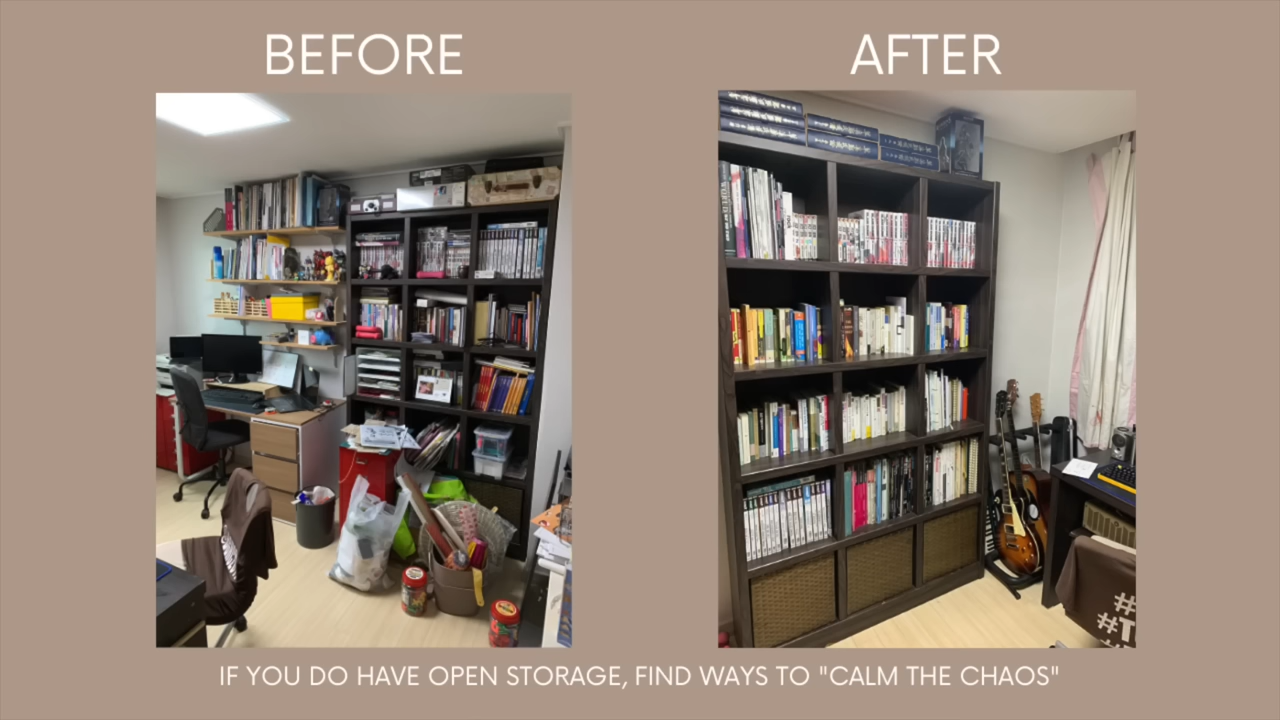 BEFORE
AFTER
#
#T
IF YOU DO HAVE OPEN STORAGE, FIND WAYS TO "CALM THE CHAOS"